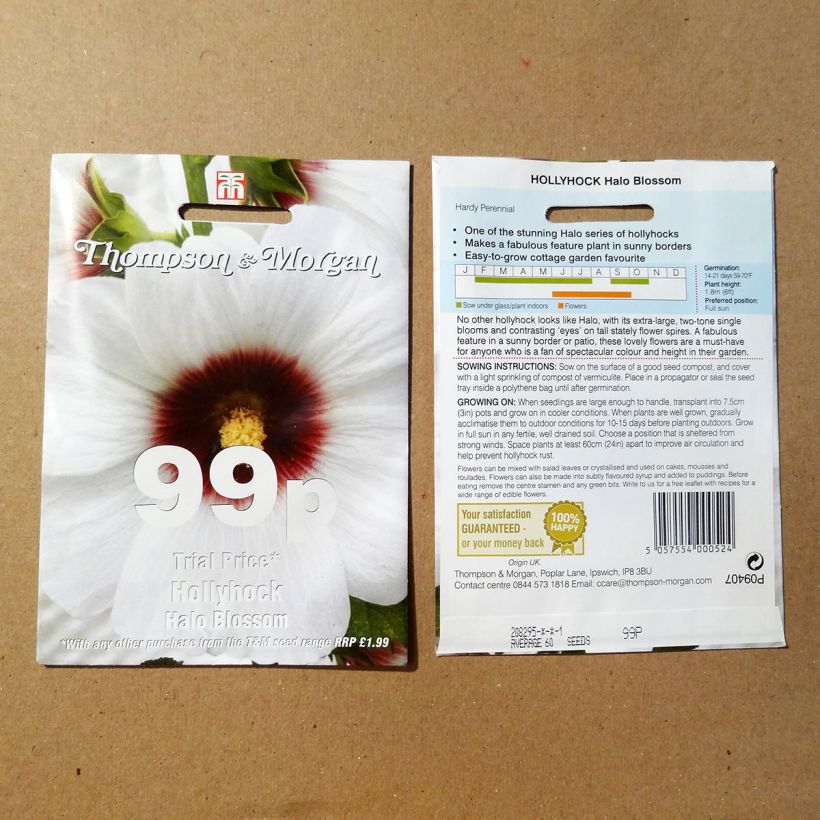 Thompson & Morgan
99p
Trial Price*
Hollyhock
Halo Blossom
*With any other purchase from the T&M seed range RRP £1.99
HOLLYHOCK Halo Blossom
Hardy Perennial
• One of the stunning Halo series of hollyhocks
• Makes a fabulous feature plant in sunny borders
• Easy-to-grow cottage garden favourite
J F M A M J J A S O N D
Sow under glass/plant indoors Flowers
Germination:
14-21 days 59-70°F
Plant height:
1.8m (6ft)
Preferred position:
Full sun
No other hollyhock looks like Halo, with its extra-large, two-tone single
blooms and contrasting 'eyes' on tall stately flower spires. A fabulous
feature in a sunny border or patio, these lovely flowers are a must-have
for anyone who is a fan of spectacular colour and height in their garden.
SOWING INSTRUCTIONS: Sow on the surface of a good seed compost, and cover
with a light sprinkling of compost of vermiculite. Place in a propagator or seal the seed
tray inside a polythene bag until after germination.
GROWING ON: When seedlings are large enough to handle, transplant into 7.5cm
(3in) pots and grow on in cooler conditions. When plants are well grown, gradually
acclimatise them to outdoor conditions for 10-15 days before planting outdoors. Grow
in full sun in any fertile, well drained soil. Choose a position that is sheltered from
strong winds. Space plants at least 60cm (24in) apart to improve air circulation and
help prevent hollyhock rust.
Flowers can be mixed with salad leaves or crystallised and used on cakes, mousses and
roulades. Flowers can also be made into subtly flavoured syrup and added to puddings. Before
eating remove the centre stamen and any green bits. Write to us for a free leaflet with recipes for a
wide range of edible flowers.
Your satisfaction
GUARANTEED -
or your money back
100%
HAPPY
5 057554 000524
Origin UK.
Thompson & Morgan, Poplar Lane, Ipswich, IP8 3BU
Contact centre 0844 573 1818 Email: ccare@thompson-morgan.com
P09407
208295-*-*-1 99P
AVERAGE 60 SEEDS